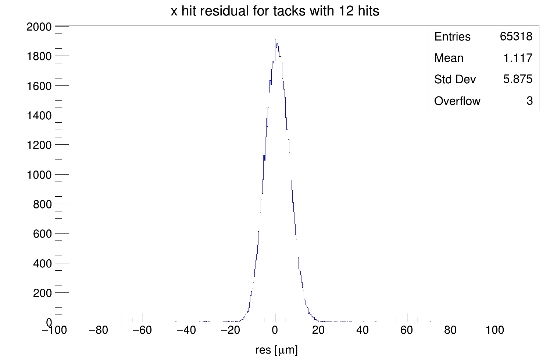 x hit residual for tacks with 12 hits
Entries 65318
Mean 1.117
Std Dev 5.875
Overflow 3
2000
1800
1600
1400
1200
1000
800
600
400
200
0
−100 −80 −60 −40 −20 0 20 40 60 80 100
res [μm]